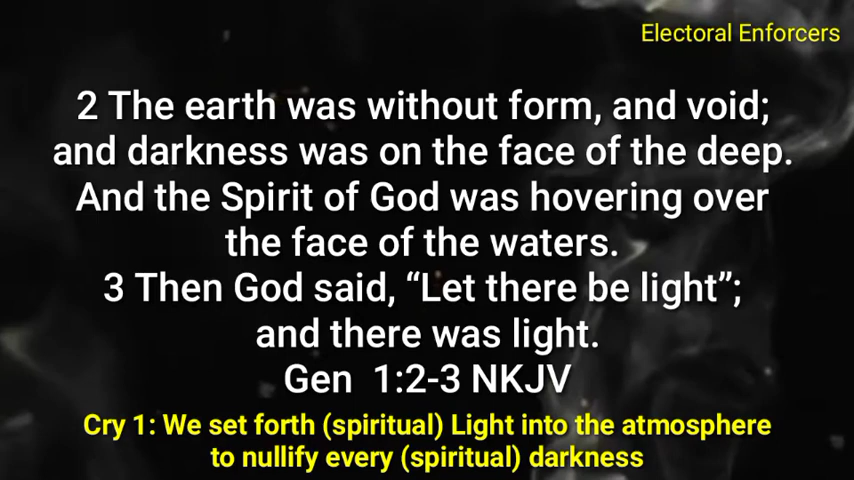 Electoral Enforcers
2 The earth was without form, and void;
and darkness was on the face of the deep.
And the Spirit of God was hovering over
the face of the waters.
3 Then God said, “Let there be light”;
and there was light.
Gen  1:2-3 NKJV
Cry 1: We set forth (spiritual) Light into the atmosphere
to nullify every (spiritual) darkness